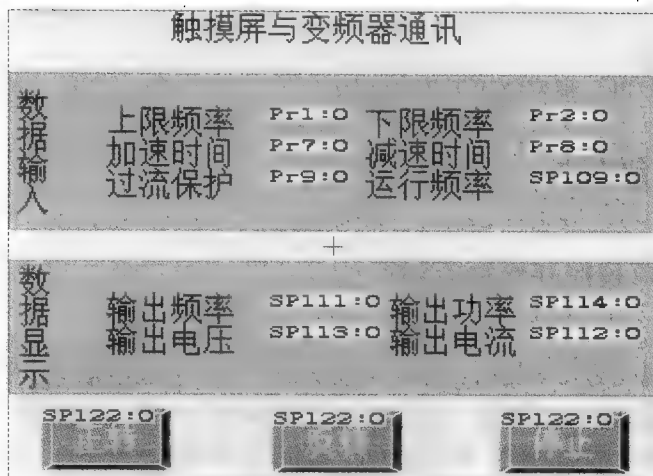 触摸屏与变频器通讯
数据输入
上限频率 Pr1:0 下限频率 Pr2:0
加速时间 Pr7:0 减速时间 Pr8:0
过流保护 Pr9:0 运行频率 SP109:0
数据显示
输出频率 SP111:0 输出功率 SP114:0
输出电压 SP113:0 输出电流 SP112:0
SP122:0 SP122:0 SP122:0